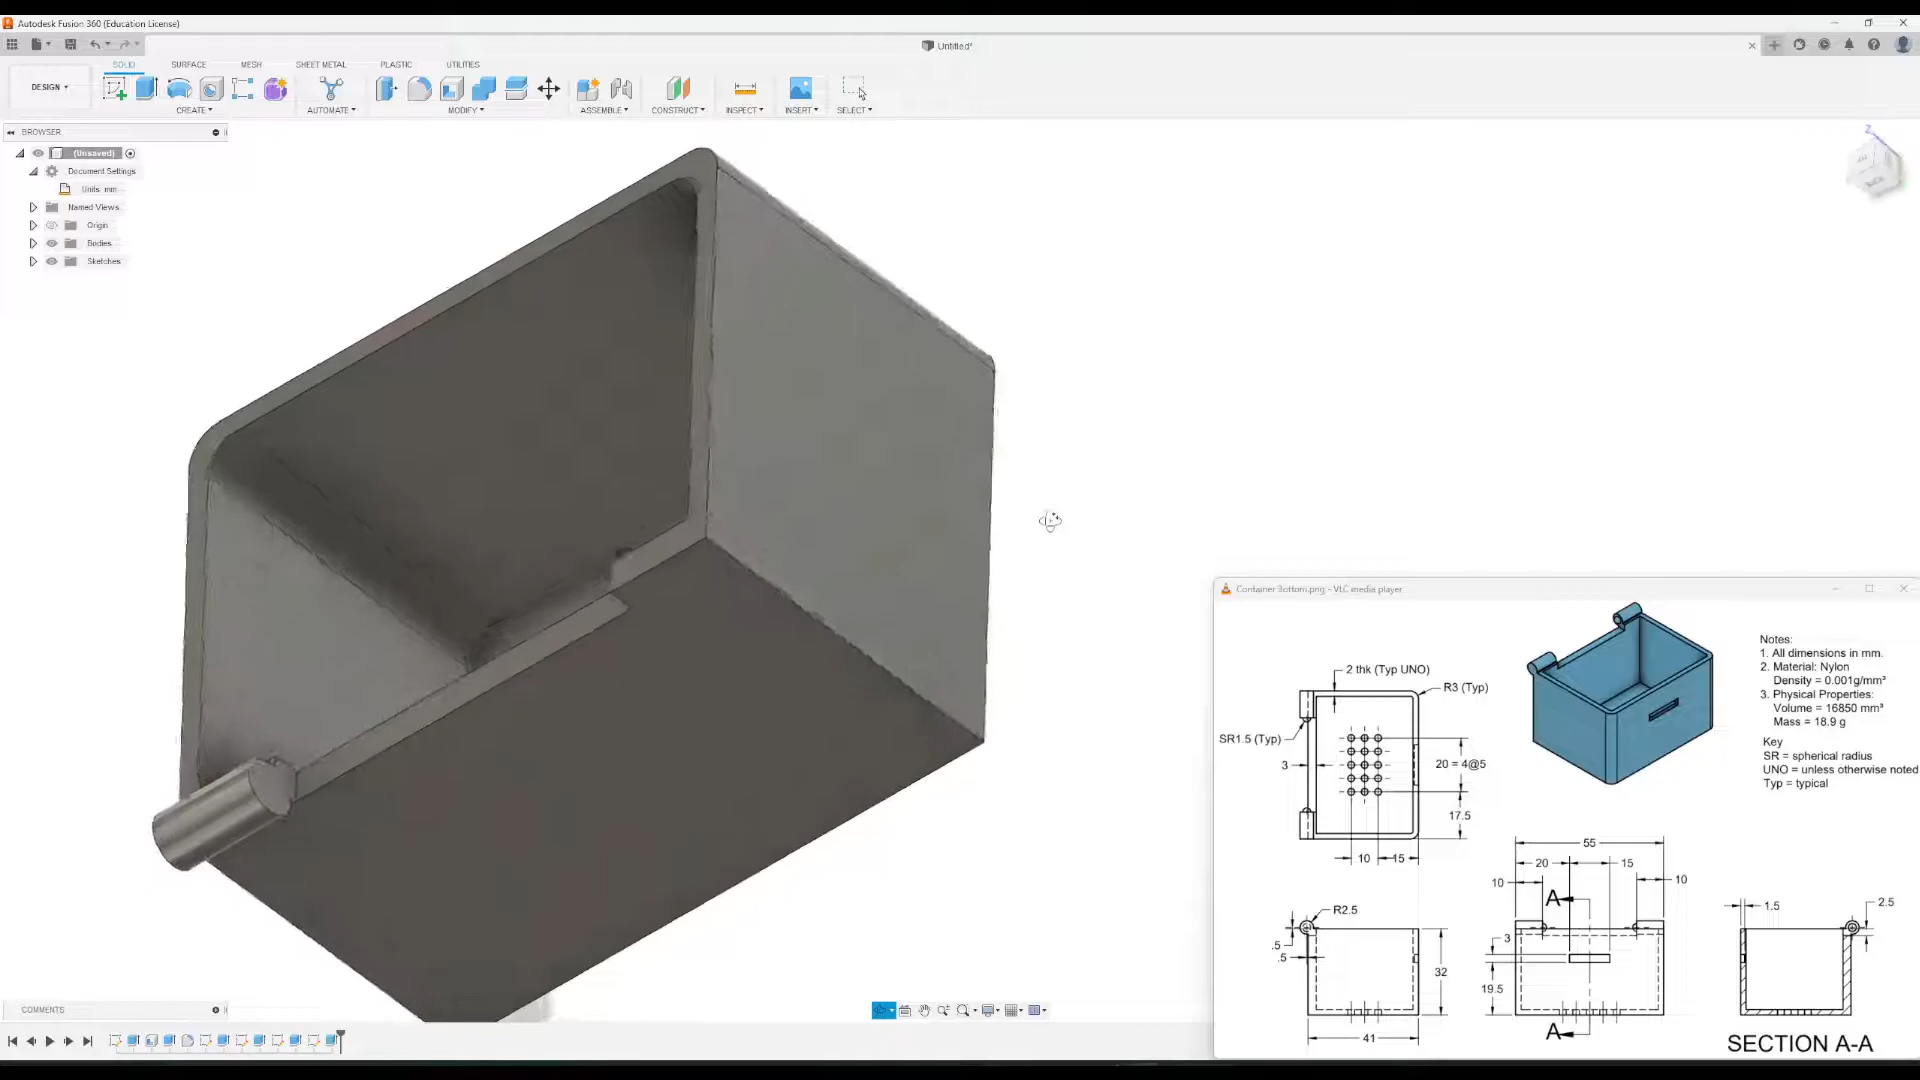 Autodesk Fusion 360 (Education License)
Untitled*
SOLID SURFACE MESH SHEET METAL PLASTIC UTILITIES
DESIGN
CREATE AUTOMATE MODIFY ASSEMBLE CONSTRUCT INSPECT INSERT SELECT
BROWSER
(Unsaved)
Document Settings
Units: mm
Named Views
Origin
Bodies
Sketches
Z
Container Bottom.png - VLC media player
Notes:
1. All dimensions in mm.
2. Material: Nylon
Density = 0.001g/mm³
3. Physical Properties:
Volume = 16850 mm³
Mass = 18.9 g
Key
SR = spherical radius
UNO = unless otherwise noted
Typ = typical
2 thk (Typ UNO)
R3 (Typ)
SR1.5 (Typ)
3
20 = 4@5
17.5
10
15
55
20
15
10
10
A
3
19.5
A
R2.5
.5
.5
32
41
1.5
2.5
SECTION A-A
COMMENTS